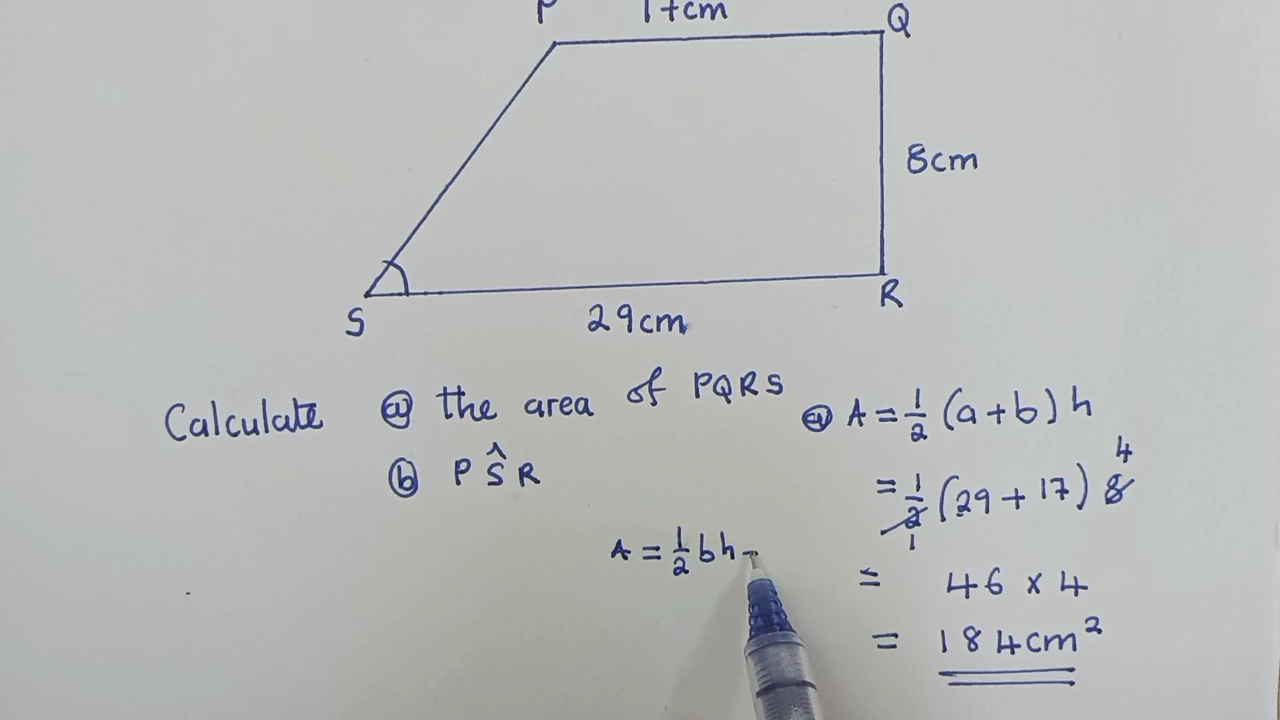 P 17cm Q
8cm
S R
29cm
Calculate ⓐ the area of PQRS
ⓑ PŜR
A = 1/2 bh -
ⓐ A = 1/2 (a + b) h
= 1/2 (29 + 17) 8
1 4
= 46 × 4
= 184cm²